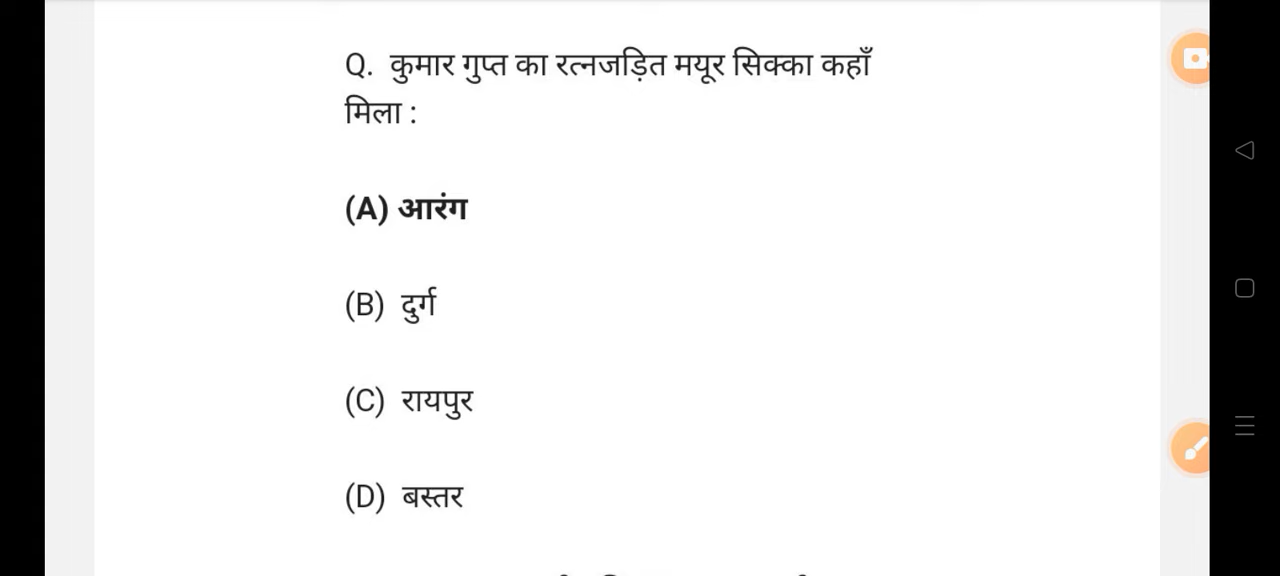 Q. कुमार गुप्त का रत्नजड़ित मयूर सिक्का कहाँ
मिला :
(A) आरंग
(B) दुर्ग
(C) रायपुर
(D) बस्तर